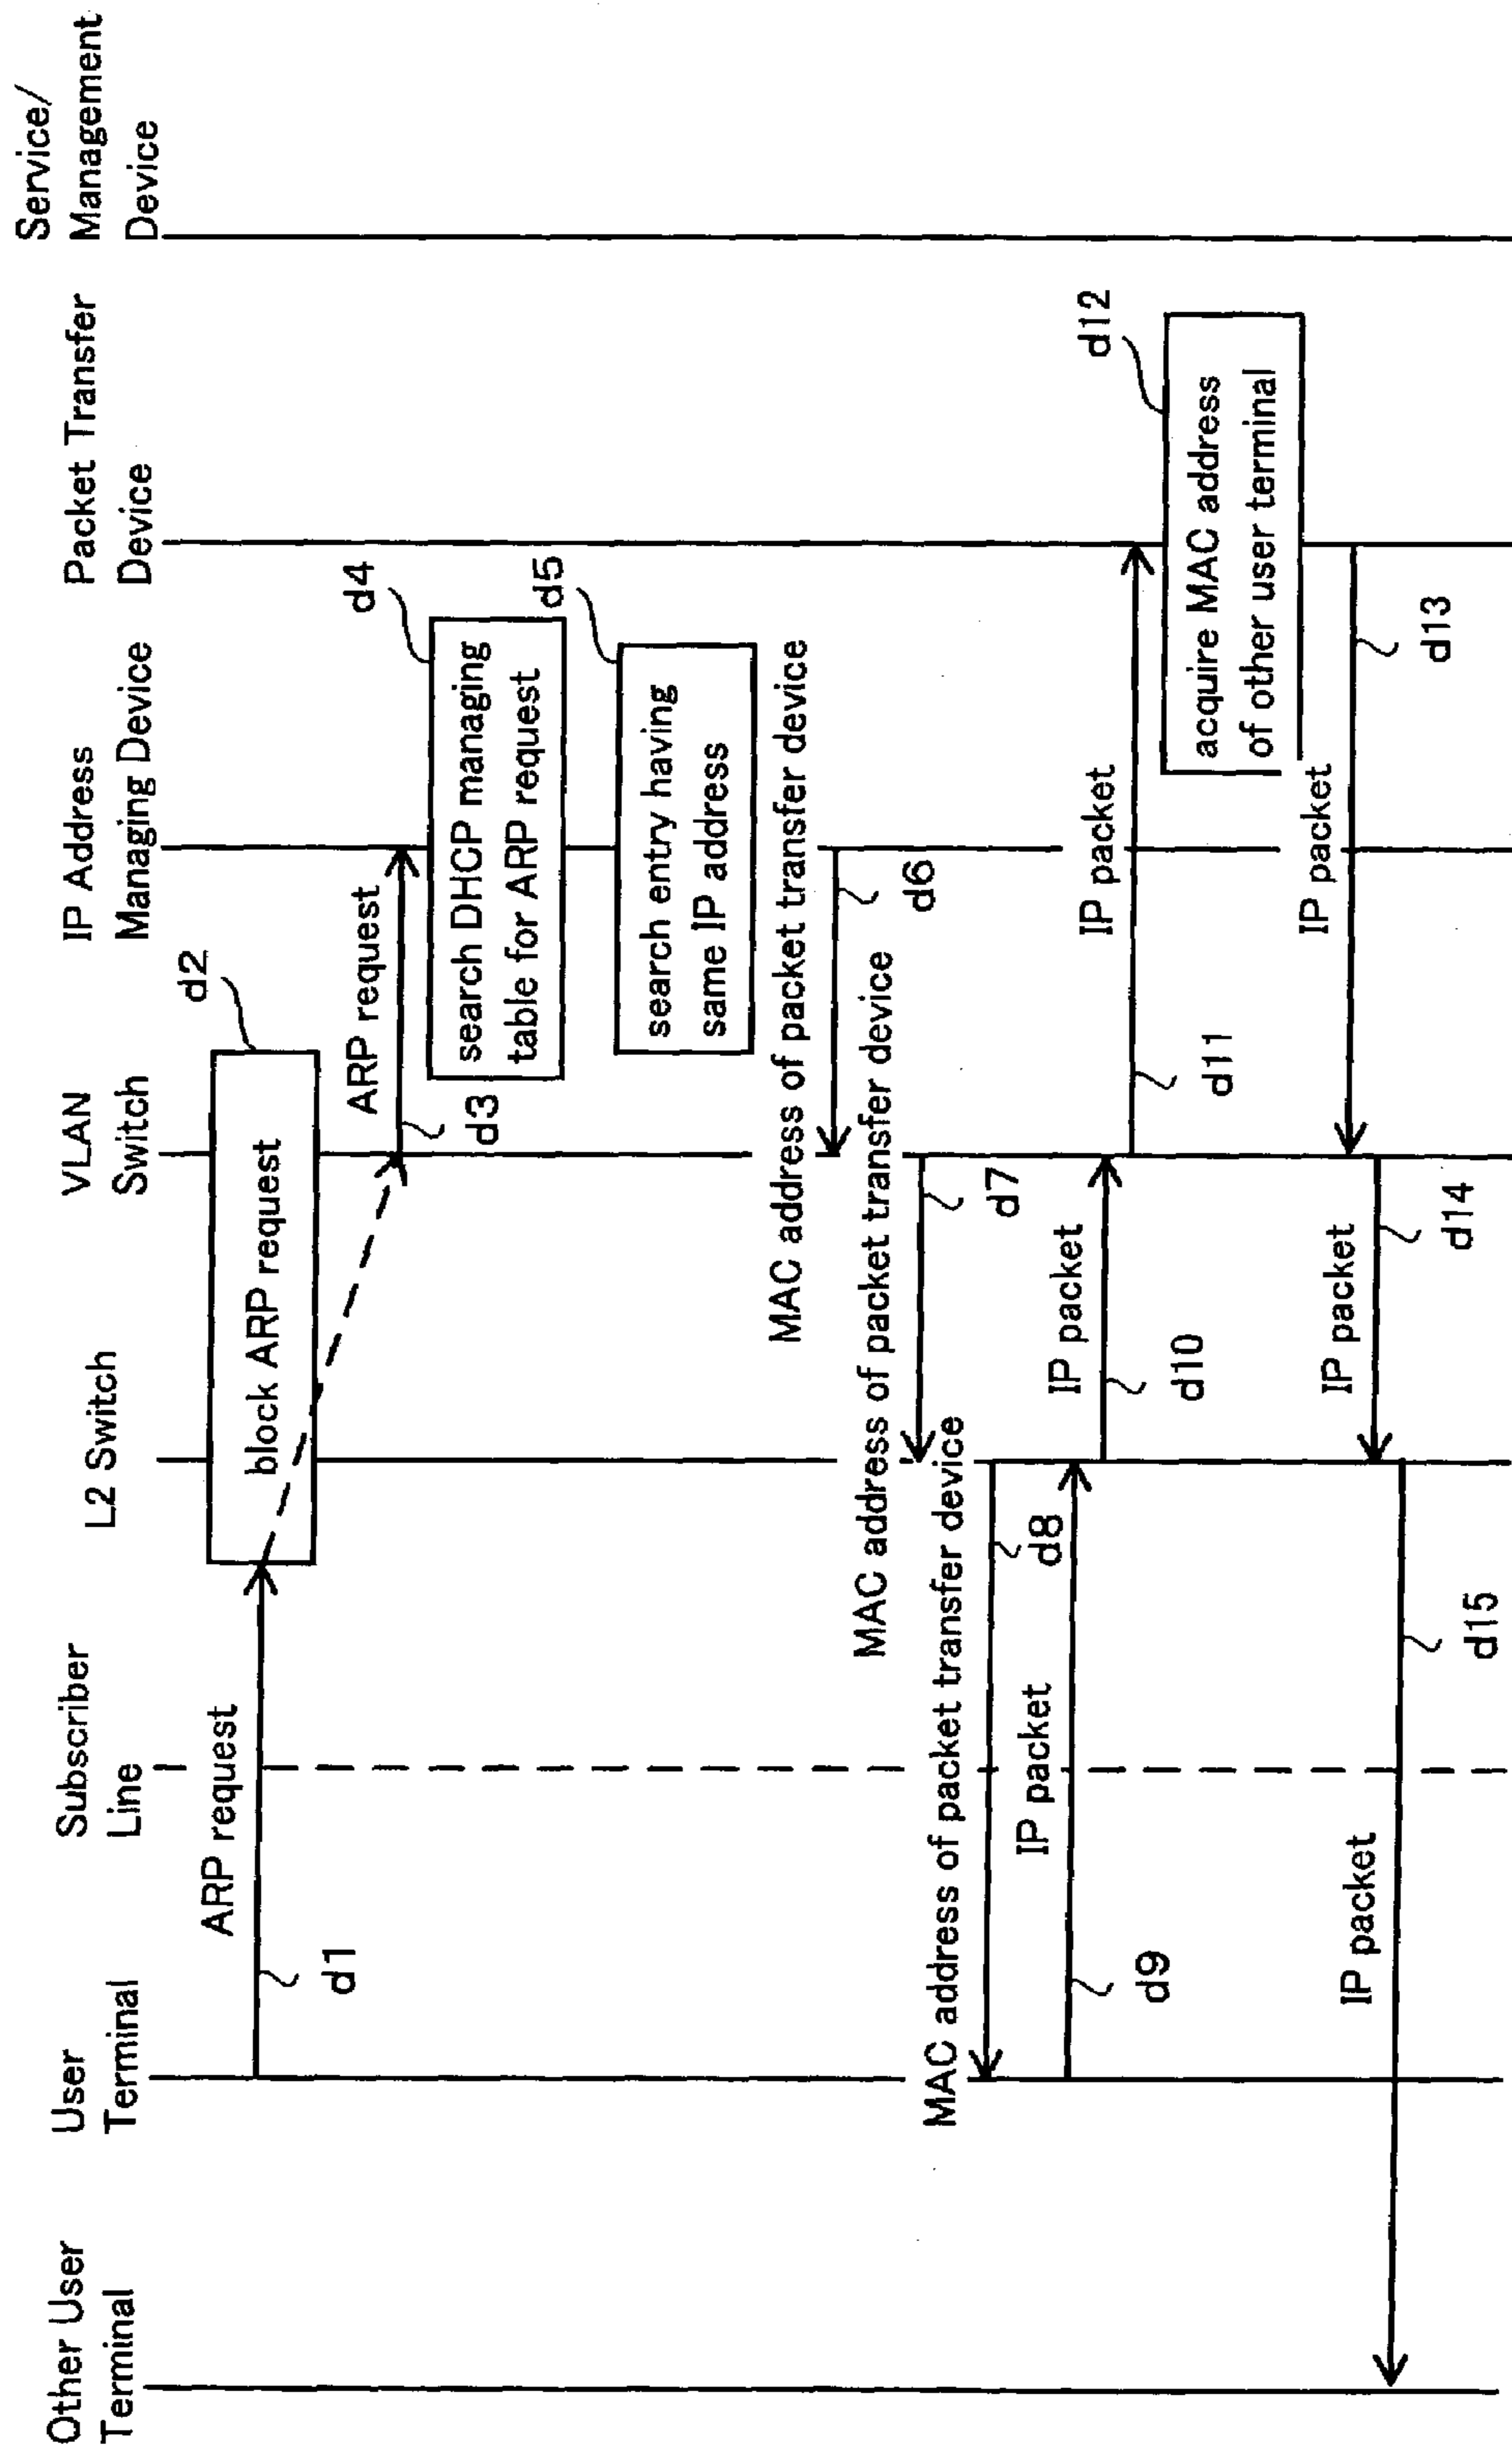 Other User
Terminal
User
Terminal
Subscriber
Line
L2 Switch
VLAN
Switch
IP Address
Managing Device
Packet Transfer
Device
Service/
Management
Device
ARP request
d1
block ARP request
d2
ARP request
d3
search DHCP managing
table for ARP request
d4
search entry having
same IP address
d5
MAC address of packet transfer device
d6
MAC address of packet transfer device
d7
MAC address of packet transfer device
d8
IP packet
d9
IP packet
d10
IP packet
d11
acquire MAC address
of other user terminal
d12
IP packet
d13
IP packet
d14
IP packet
d15